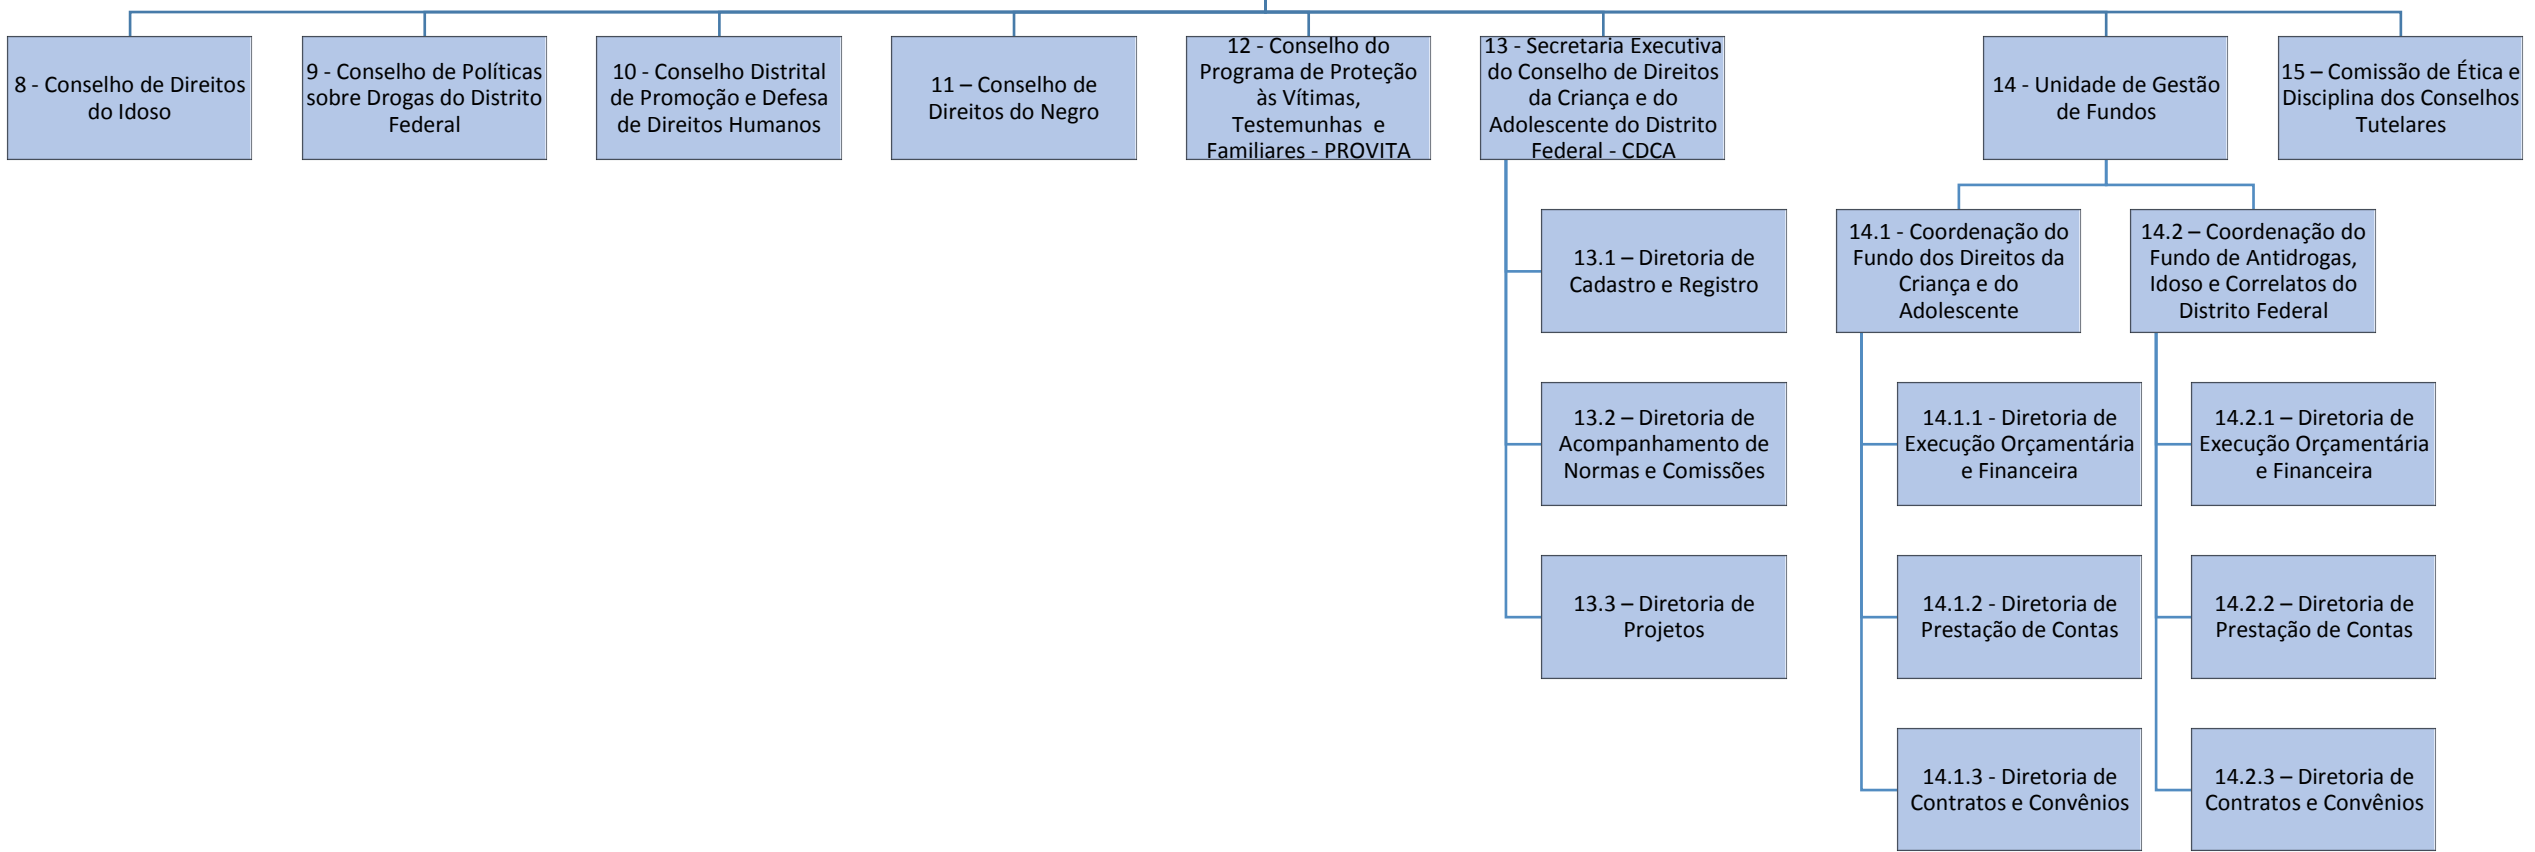 8 - Conselho de Direitos
do Idoso
9 - Conselho de Políticas
sobre Drogas do Distrito
Federal
10 - Conselho Distrital
de Promoção e Defesa
de Direitos Humanos
11 – Conselho de
Direitos do Negro
12 - Conselho do
Programa de Proteção
às Vítimas,
Testemunhas  e
Familiares - PROVITA
13 - Secretaria Executiva
do Conselho de Direitos
da Criança e do
Adolescente do Distrito
Federal - CDCA
14 - Unidade de Gestão
de Fundos
15 – Comissão de Ética e
Disciplina dos Conselhos
Tutelares
13.1 – Diretoria de
Cadastro e Registro
13.2 – Diretoria de
Acompanhamento de
Normas e Comissões
13.3 – Diretoria de
Projetos
14.1 - Coordenação do
Fundo dos Direitos da
Criança e do
Adolescente
14.1.1 - Diretoria de
Execução Orçamentária
e Financeira
14.1.2 - Diretoria de
Prestação de Contas
14.1.3 - Diretoria de
Contratos e Convênios
14.2 – Coordenação do
Fundo de Antidrogas,
Idoso e Correlatos do
Distrito Federal
14.2.1 – Diretoria de
Execução Orçamentária
e Financeira
14.2.2 – Diretoria de
Prestação de Contas
14.2.3 – Diretoria de
Contratos e Convênios